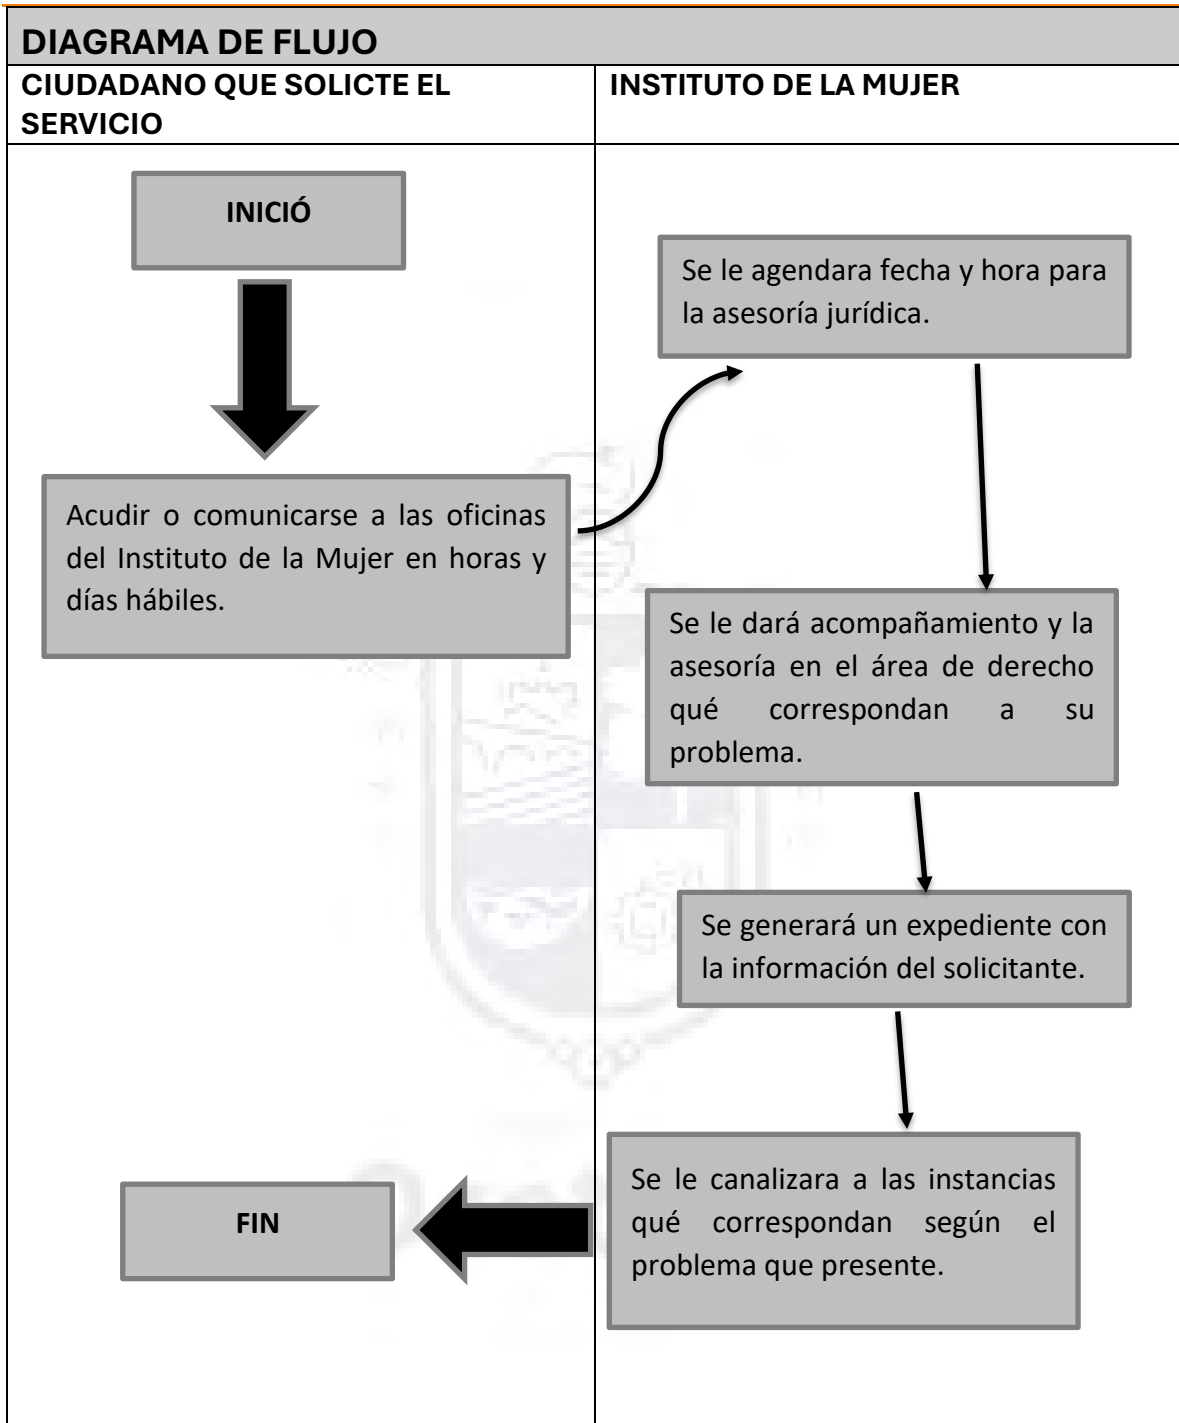 DIAGRAMA DE FLUJO
CIUDADANO QUE SOLICTE EL
SERVICIO
INSTITUTO DE LA MUJER
INICIÓ
Acudir o comunicarse a las oficinas
del Instituto de la Mujer en horas y
días hábiles.
Se le agendara fecha y hora para
la asesoría jurídica.
Se le dará acompañamiento y la
asesoría en el área de derecho
qué correspondan a su
problema.
Se generará un expediente con
la información del solicitante.
Se le canalizara a las instancias
qué correspondan según el
problema que presente.
FIN